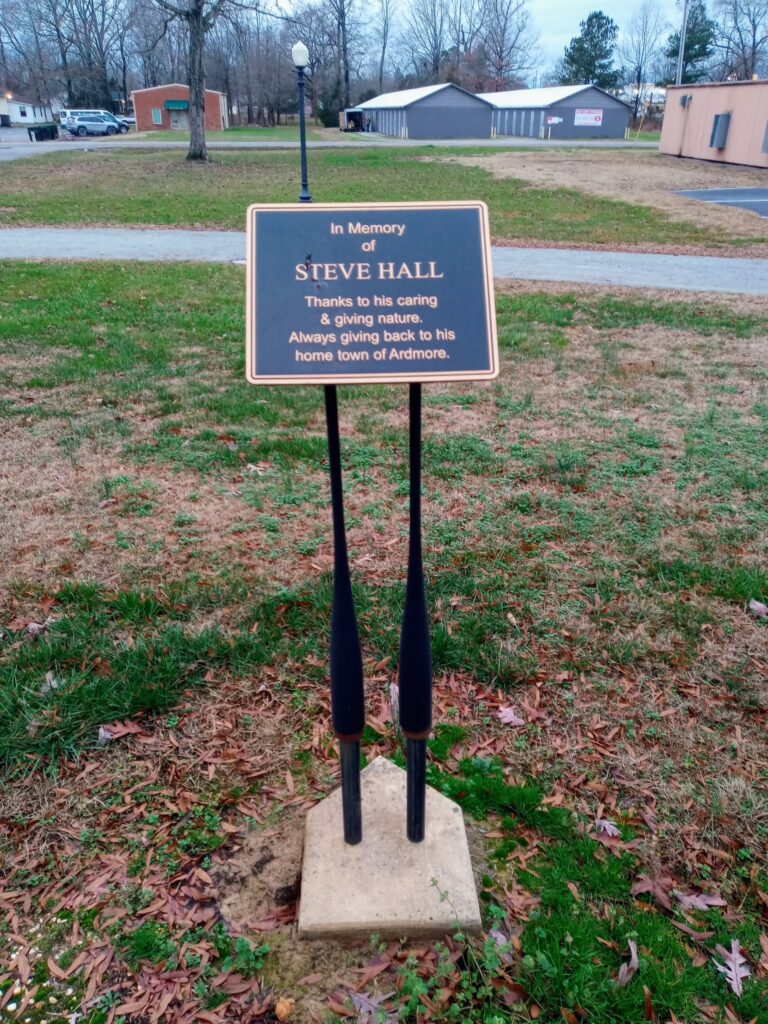 In Memory
of
STEVE HALL
Thanks to his caring
& giving nature.
Always giving back to his
home town of Ardmore.